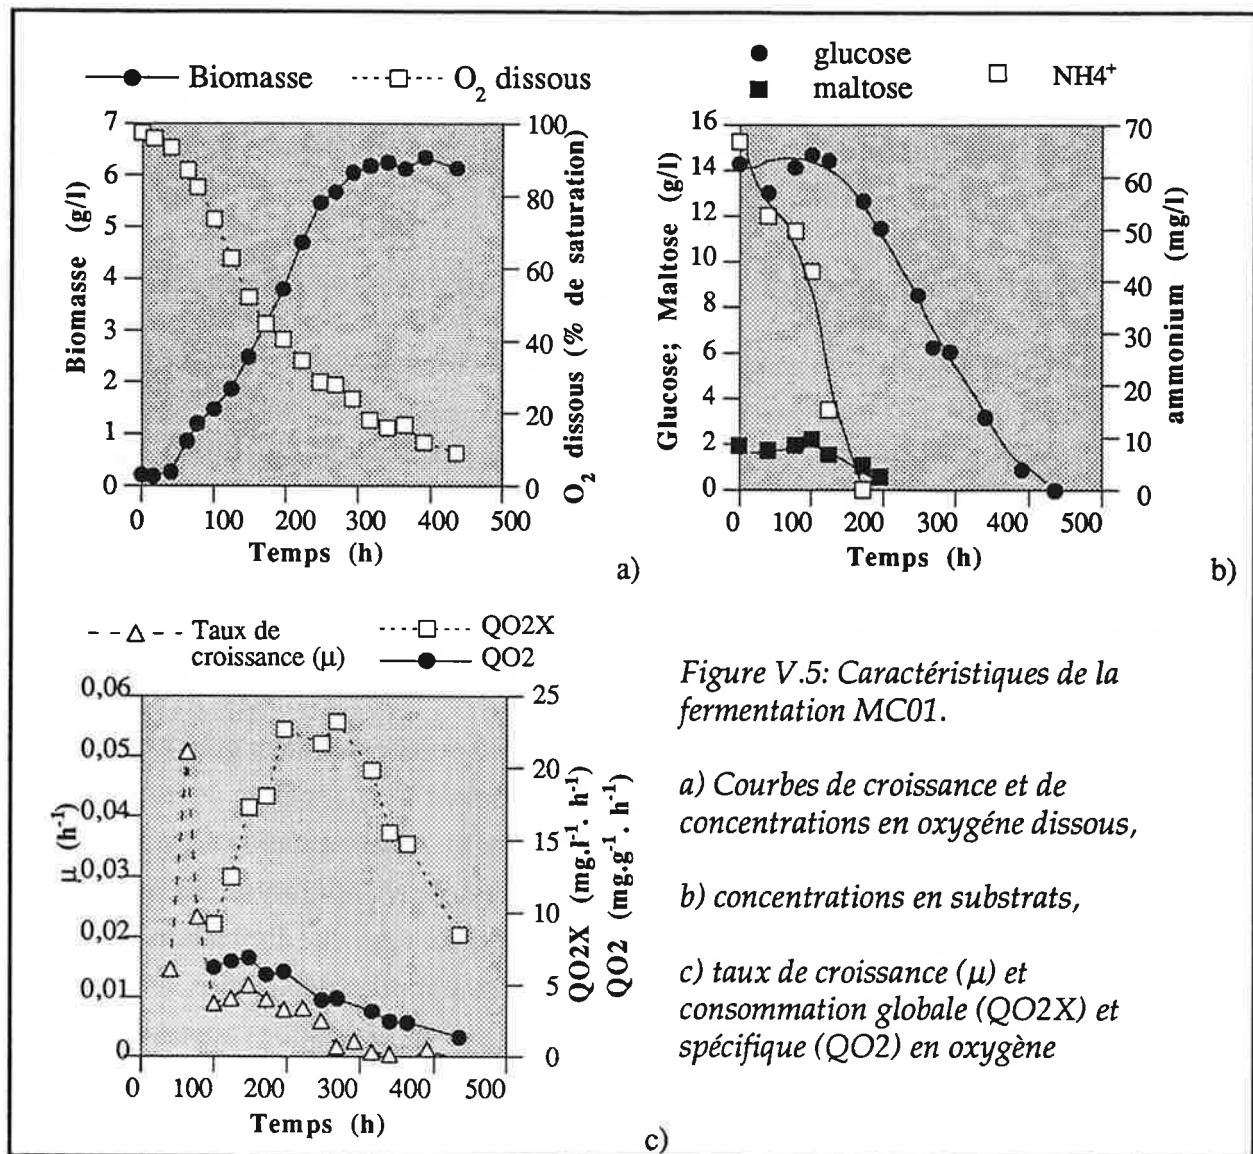 Biomasse O2 dissous
7
6
5
4
3
2
1
0
Biomasse (g/l)
100
80
60
40
20
0
O2 dissous (% de saturation)
0 100 200 300 400 500
Temps (h)
a)
glucose
maltose
NH4+
16
14
12
10
8
6
4
2
0
Glucose; Maltose (g/l)
70
60
50
40
30
20
10
0
ammonium (mg/l)
0 100 200 300 400 500
Temps (h)
b)
Taux de
croissance (µ)
QO2X
QO2
0,06
0,05
0,04
0,03
0,02
0,01
0
µ (h-1)
25
20
15
10
5
0
QO2X (mg.l-1. h-1)
QO2 (mg.g-1. h-1)
0 100 200 300 400 500
Temps (h)
c)
Figure V.5: Caractéristiques de la
fermentation MC01.
a) Courbes de croissance et de
concentrations en oxygéne dissous,
b) concentrations en substrats,
c) taux de croissance (µ) et
consommation globale (QO2X) et
spécifique (QO2) en oxygène